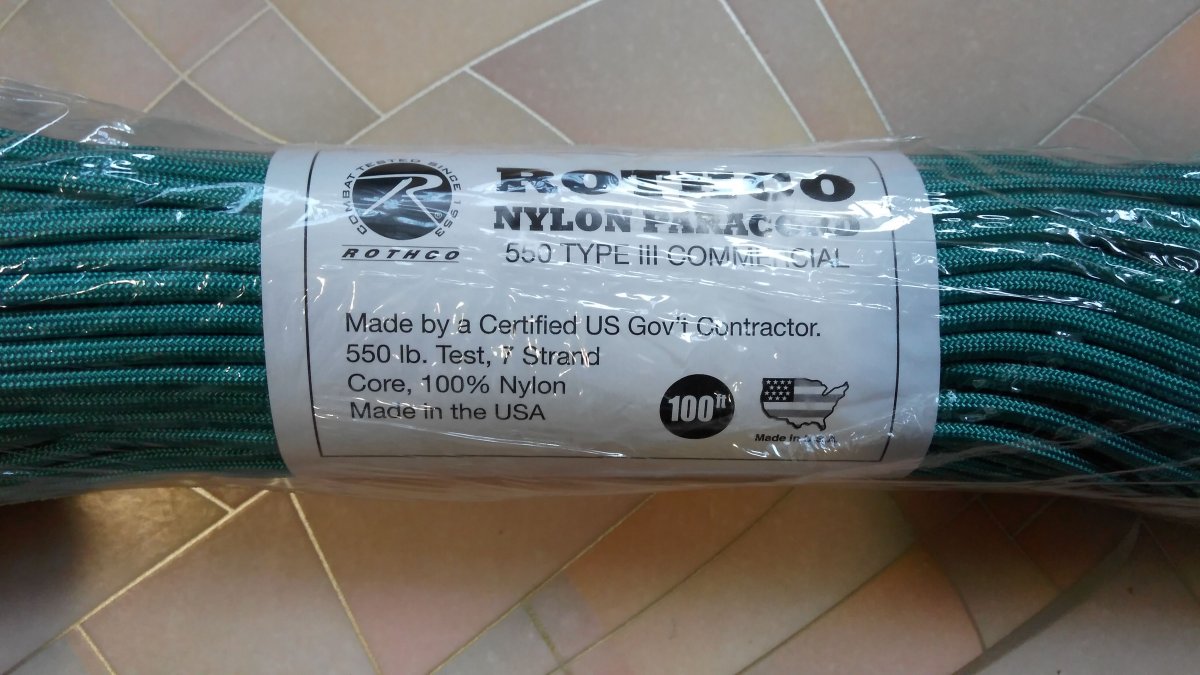 COMBAT TESTED SINCE 1953
R
ROTHCO
ROTHCO
NYLON PARACORD
550 TYPE III COMMERCIAL
Made by a Certified US Gov't Contractor.
550 lb. Test, 7 Strand
Core, 100% Nylon
Made in the USA
100ft
Made in U.S.A.